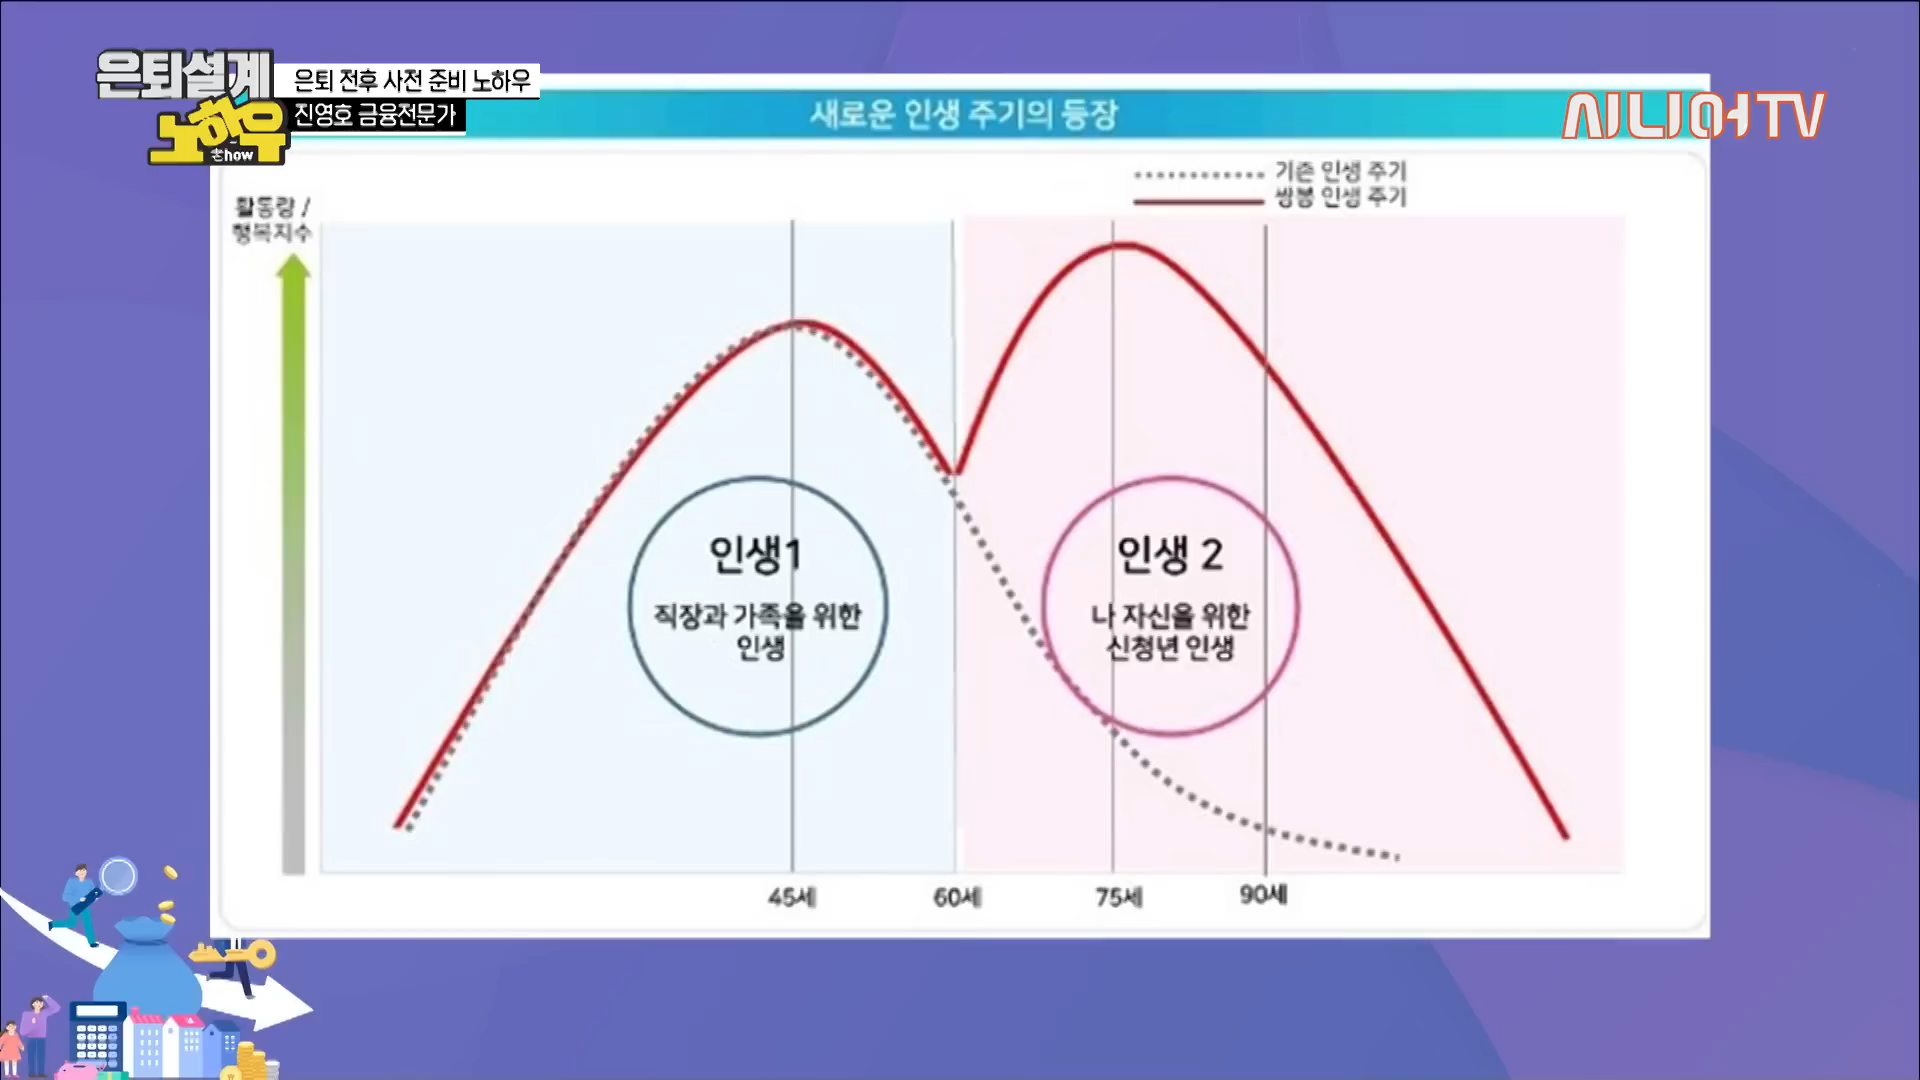 은퇴설계
노하우
老how
은퇴 전후 사전 준비 노하우
진영호 금융전문가
새로운 인생 주기의 등장
시니어TV
기존 인생 주기
쌍봉 인생 주기
활동량 /
행복지수
인생1
직장과 가족을 위한
인생
인생 2
나 자신을 위한
신청년 인생
45세
60세
75세
90세